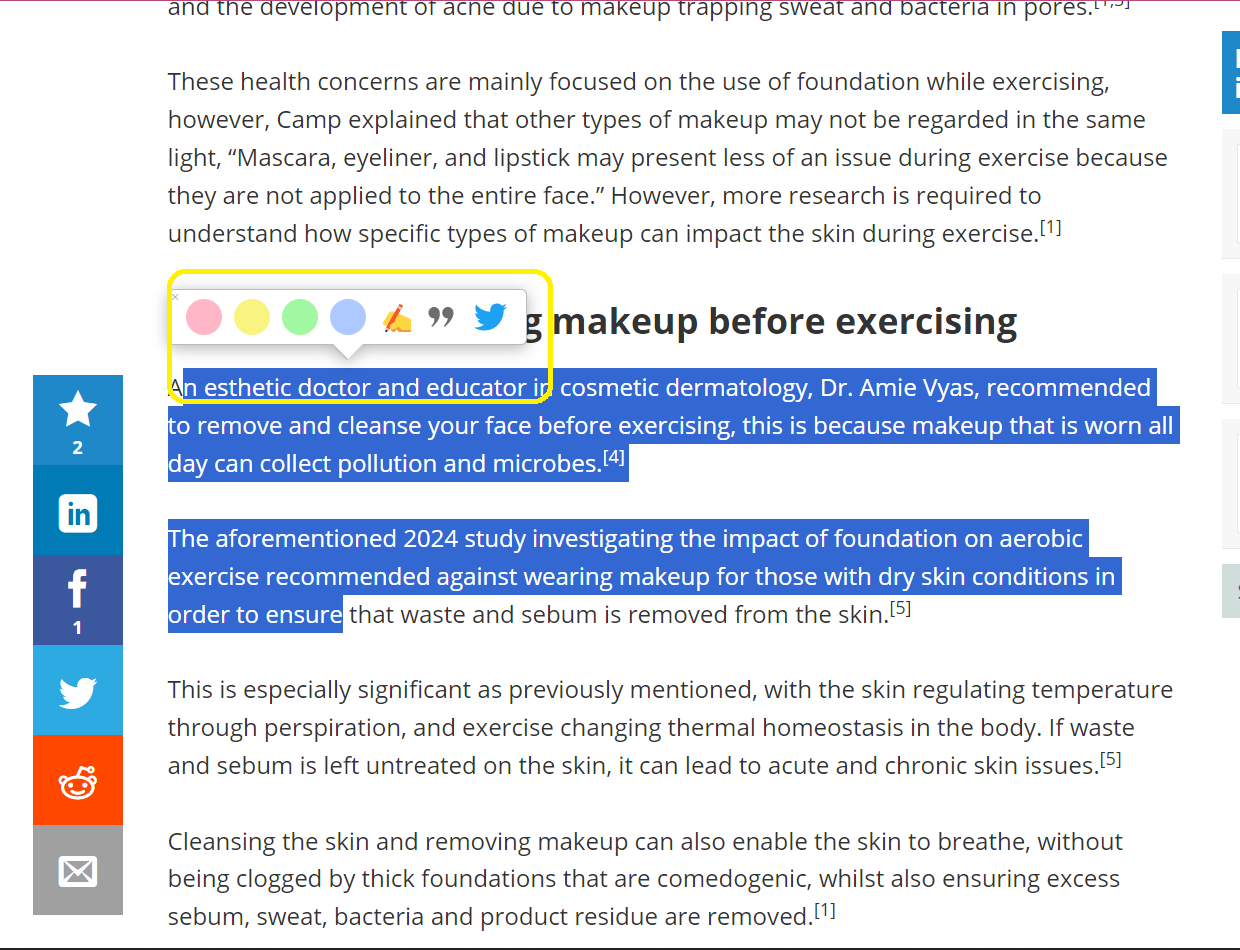 and the development of acne due to makeup trapping sweat and bacteria in pores.[1,3]
These health concerns are mainly focused on the use of foundation while exercising,
however, Camp explained that other types of makeup may not be regarded in the same
light, “Mascara, eyeliner, and lipstick may present less of an issue during exercise because
they are not applied to the entire face.” However, more research is required to
understand how specific types of makeup can impact the skin during exercise.[1]
makeup before exercising
An esthetic doctor and educator in cosmetic dermatology, Dr. Amie Vyas, recommended
to remove and cleanse your face before exercising, this is because makeup that is worn all
day can collect pollution and microbes.[4]
The aforementioned 2024 study investigating the impact of foundation on aerobic
exercise recommended against wearing makeup for those with dry skin conditions in
order to ensure that waste and sebum is removed from the skin.[5]
This is especially significant as previously mentioned, with the skin regulating temperature
through perspiration, and exercise changing thermal homeostasis in the body. If waste
and sebum is left untreated on the skin, it can lead to acute and chronic skin issues.[5]
Cleansing the skin and removing makeup can also enable the skin to breathe, without
being clogged by thick foundations that are comedogenic, whilst also ensuring excess
sebum, sweat, bacteria and product residue are removed.[1]
2
in
f
1